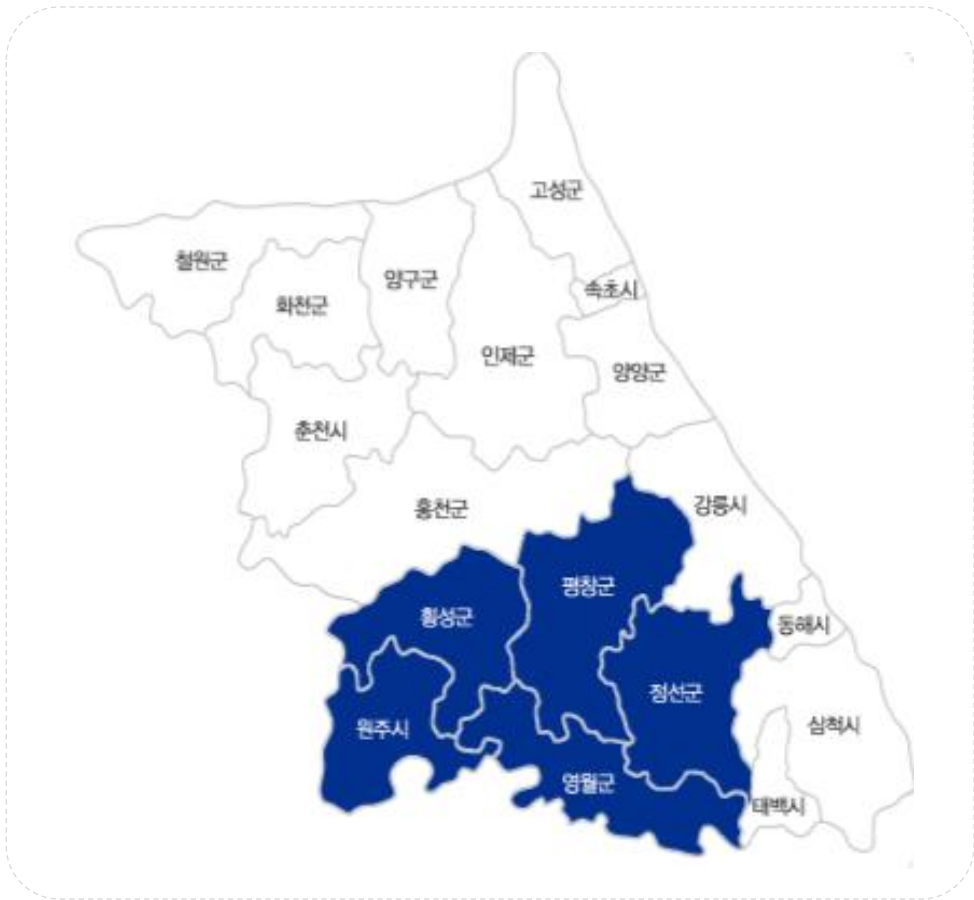 고성군
철원군
양구군
속초시
화천군
인제군
양양군
춘천시
홍천군
강릉시
평창군
횡성군
동해시
정선군
원주시
삼척시
영월군
태백시